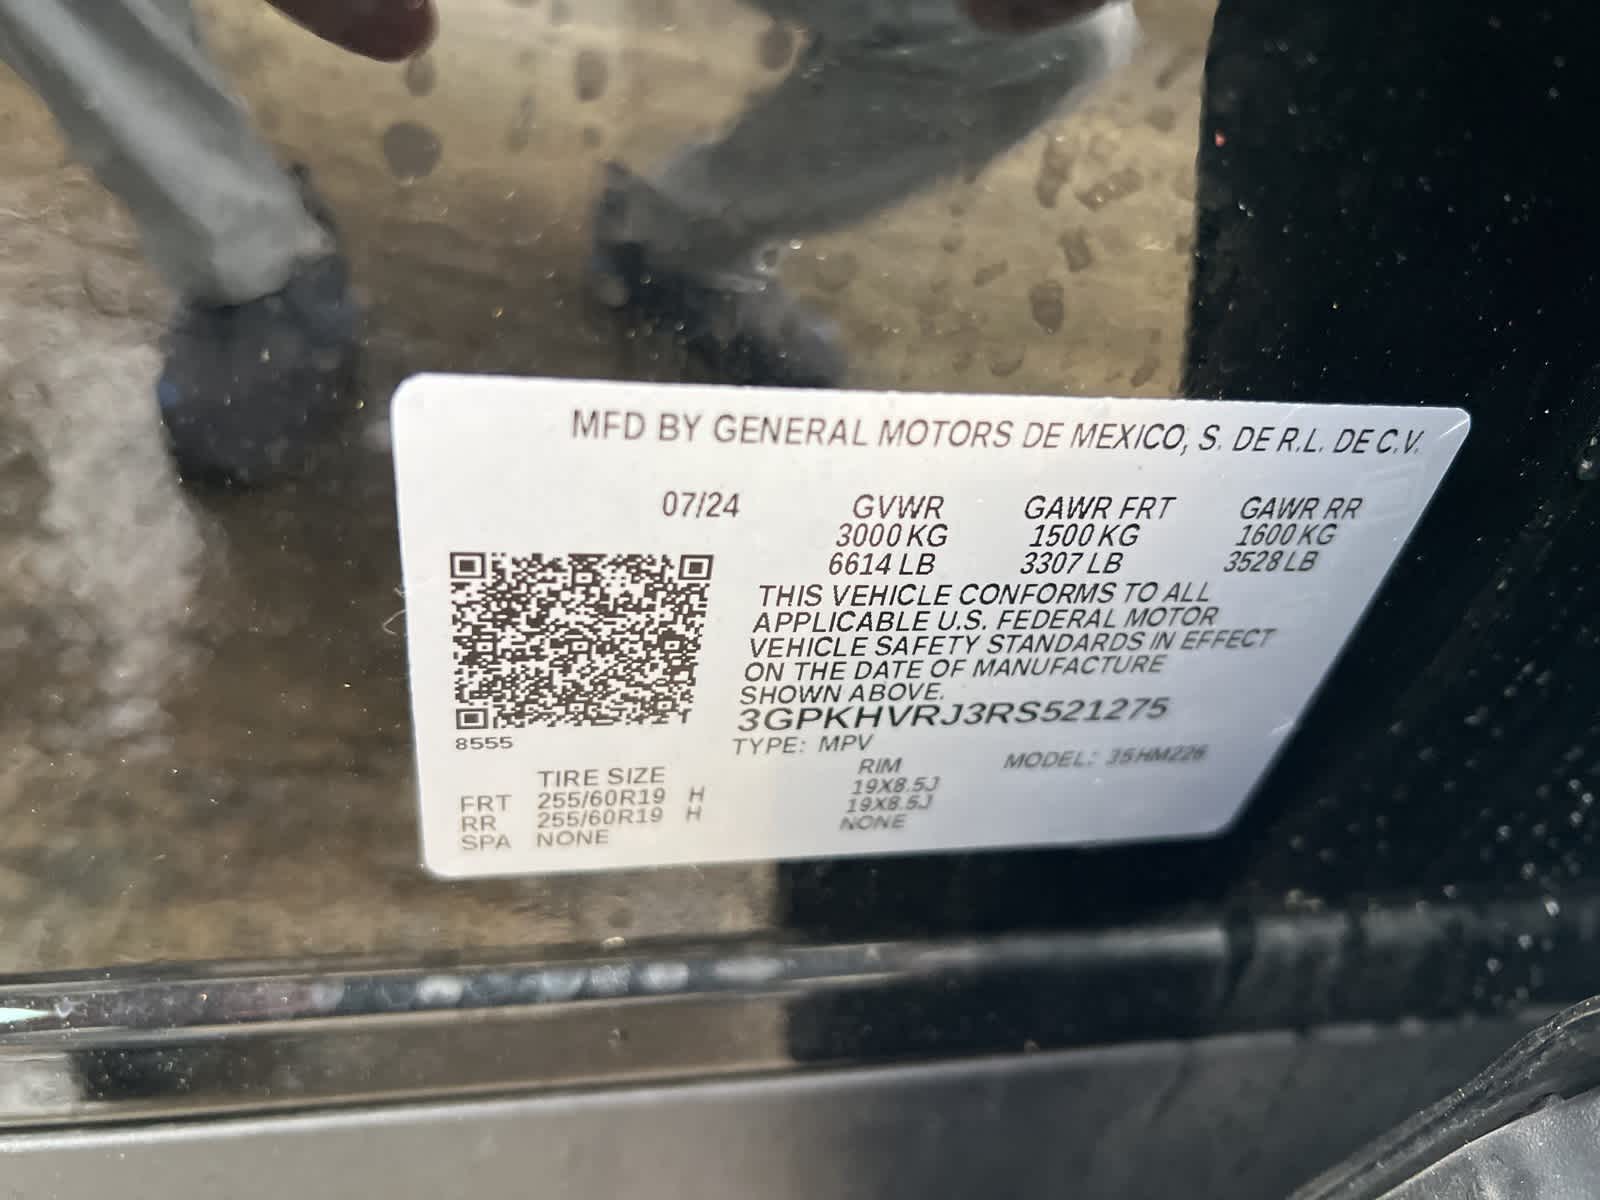 MFD BY GENERAL MOTORS DE MEXICO, S. DE R.L. DE C.V.
07/24 GVWR GAWR FRT GAWR RR
3000 KG 1500 KG 1600 KG
6614 LB 3307 LB 3528 LB
THIS VEHICLE CONFORMS TO ALL
APPLICABLE U.S. FEDERAL MOTOR
VEHICLE SAFETY STANDARDS IN EFFECT
ON THE DATE OF MANUFACTURE
SHOWN ABOVE.
3GPKHVRJ3RS521275
8555 TYPE: MPV MODEL: 35HMZ26
TIRE SIZE RIM
FRT 255/60R19 H 19X8.5J
RR 255/60R19 H 19X8.5J
SPA NONE NONE